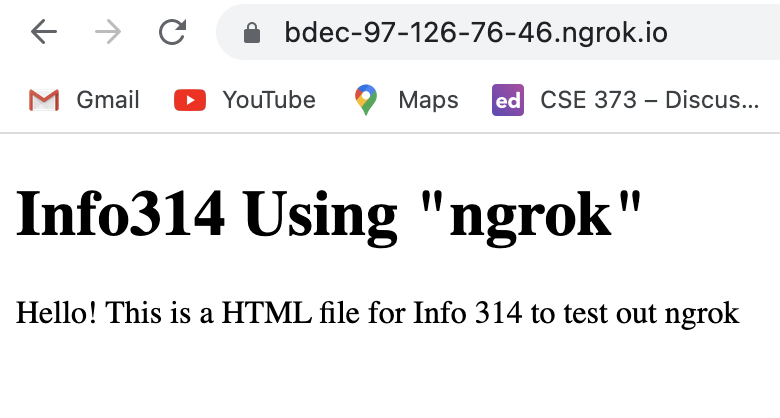 bdec-97-126-76-46.ngrok.io
Gmail YouTube Maps ed CSE 373 – Discus...
Info314 Using "ngrok"
Hello! This is a HTML file for Info 314 to test out ngrok